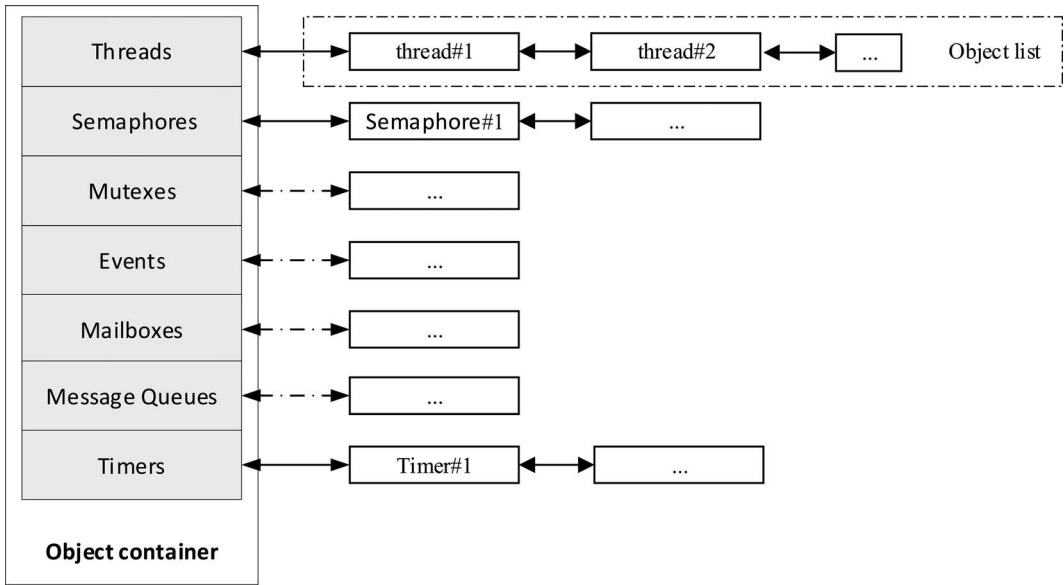 Threads
thread#1
thread#2
...
Object list
Semaphores
Semaphore#1
...
Mutexes
...
Events
...
Mailboxes
...
Message Queues
...
Timers
Timer#1
...
Object container